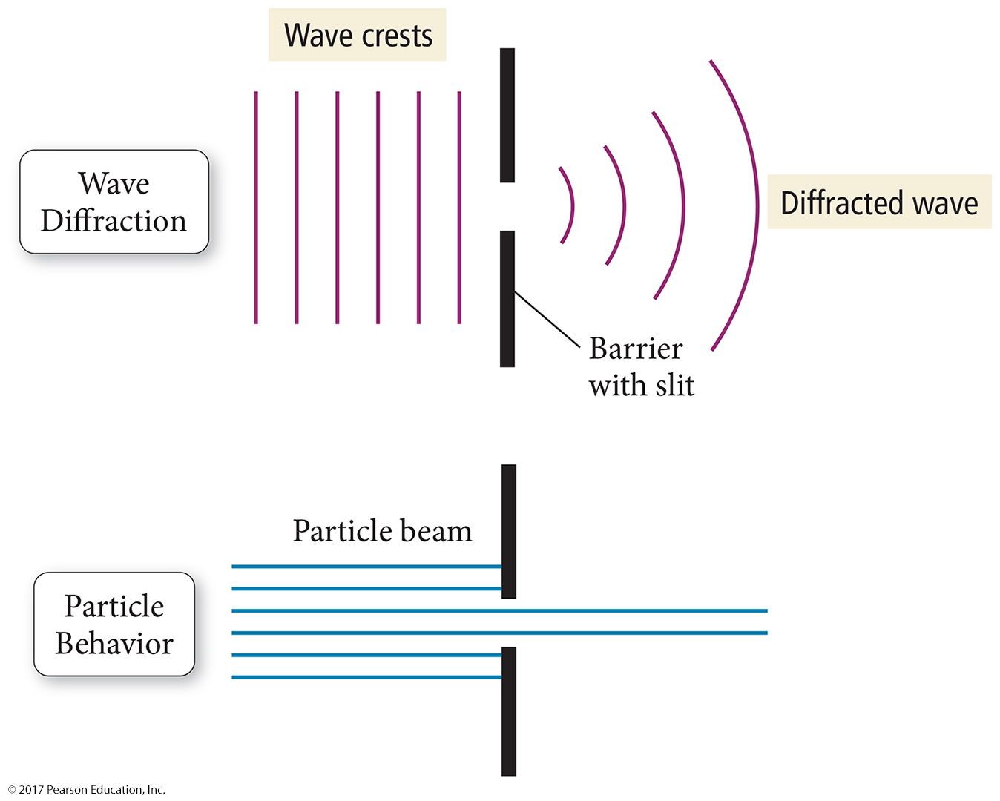 Wave crests
Wave
Diffraction
Diffracted wave
Barrier
with slit
Particle beam
Particle
Behavior
© 2017 Pearson Education, Inc.